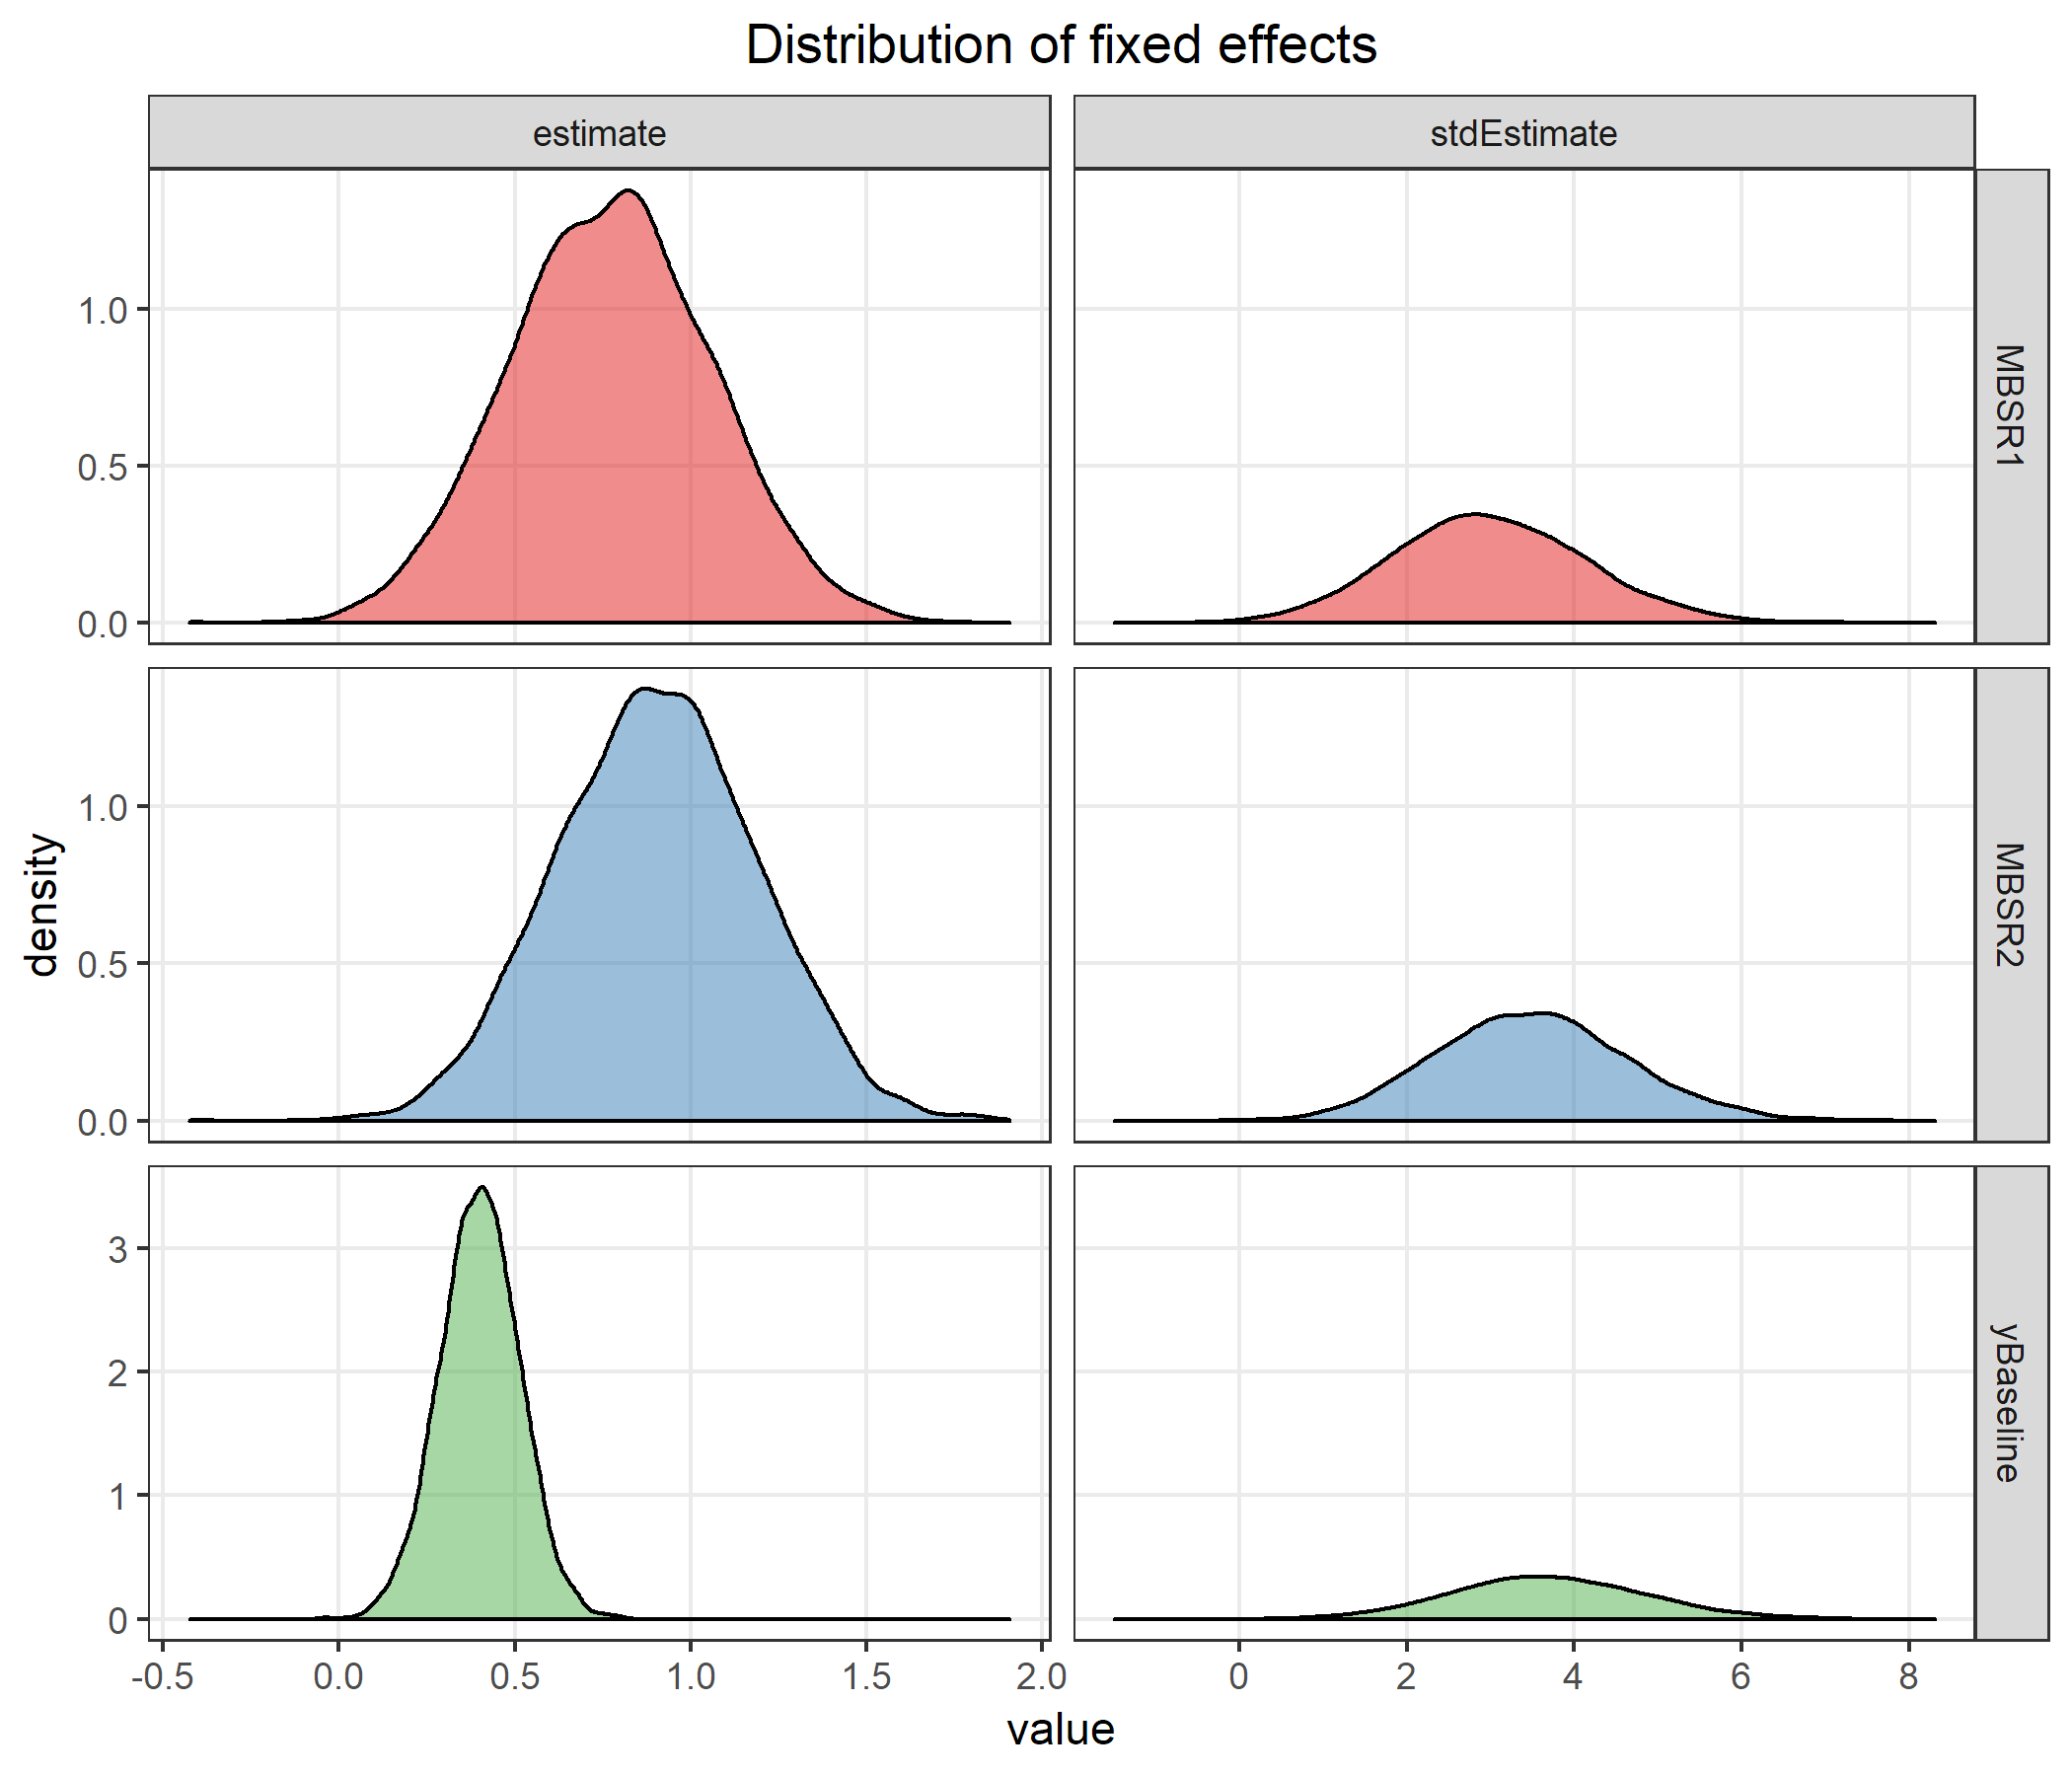 Distribution of fixed effects
estimate
stdEstimate
1.0
0.5
0.0
MBSR1
1.0
0.5
0.0
MBSR2
3
2
1
0
yBaseline
density
-0.5 0.0 0.5 1.0 1.5 2.0
0 2 4 6 8
value